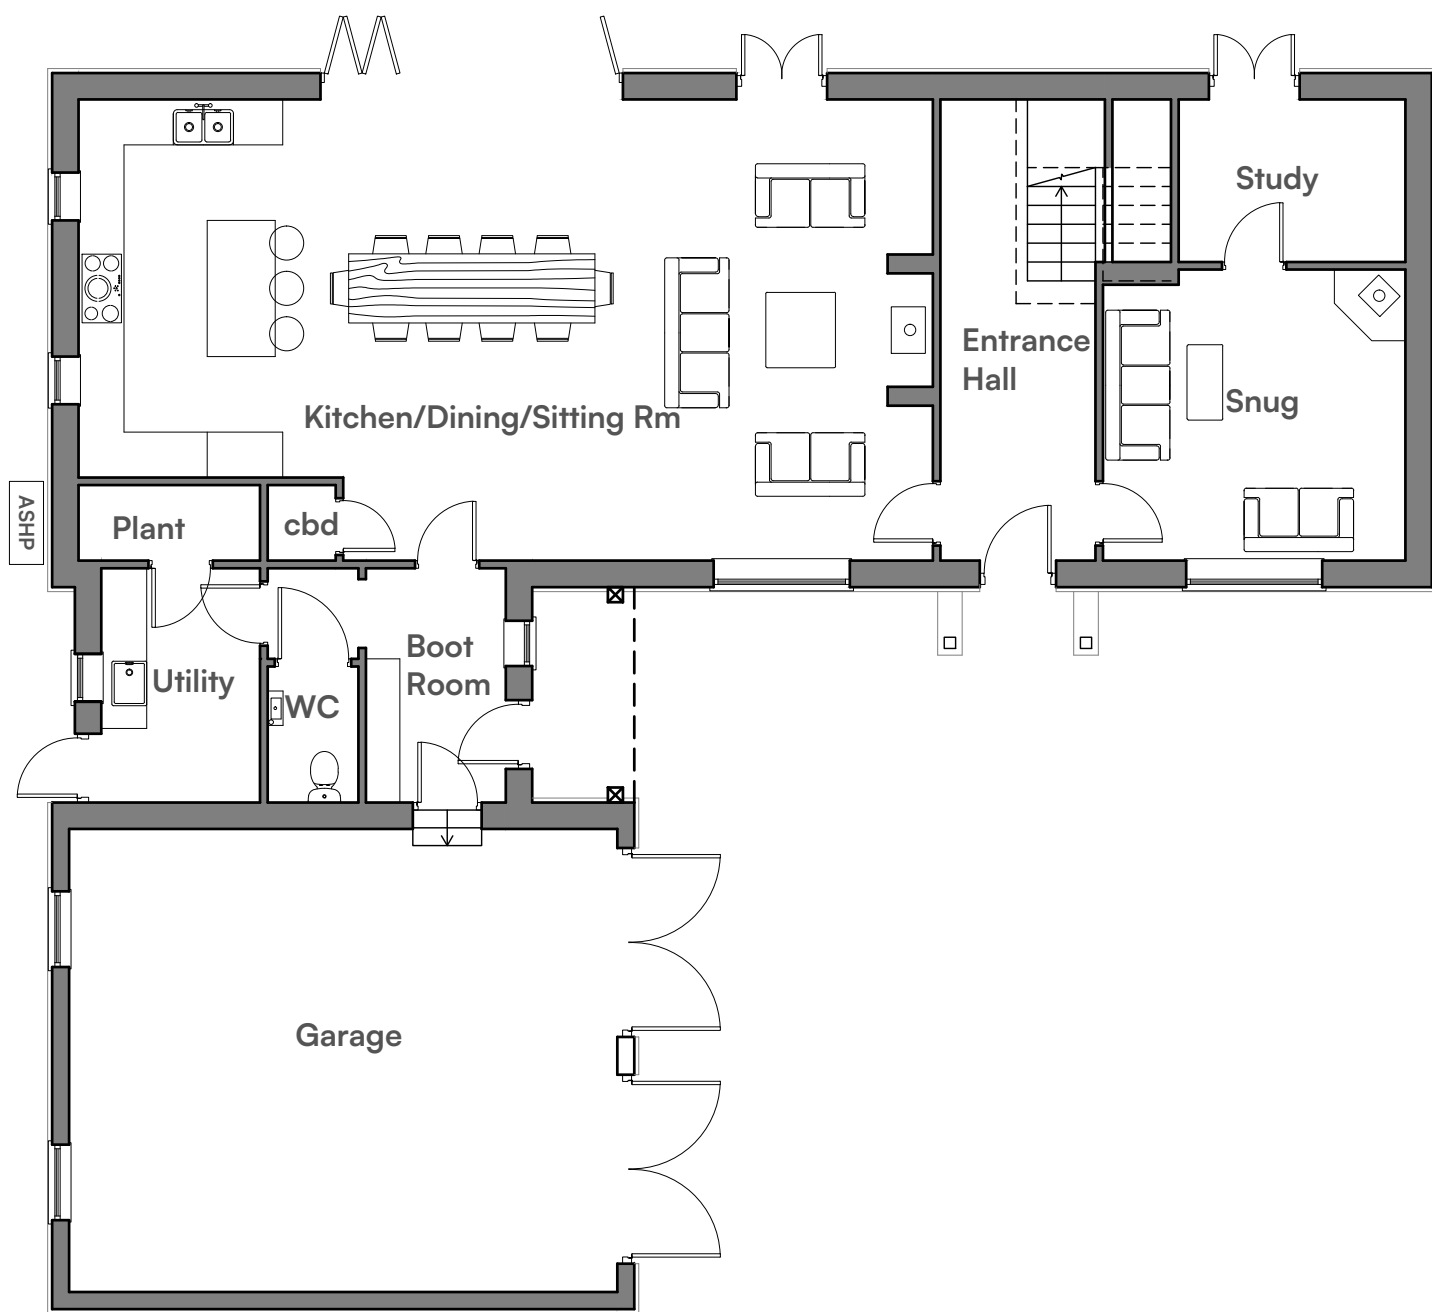 Study
Entrance
Hall
Snug
Kitchen/Dining/Sitting Rm
ASHP
Plant
cbd
Boot
Room
Utility
WC
Garage